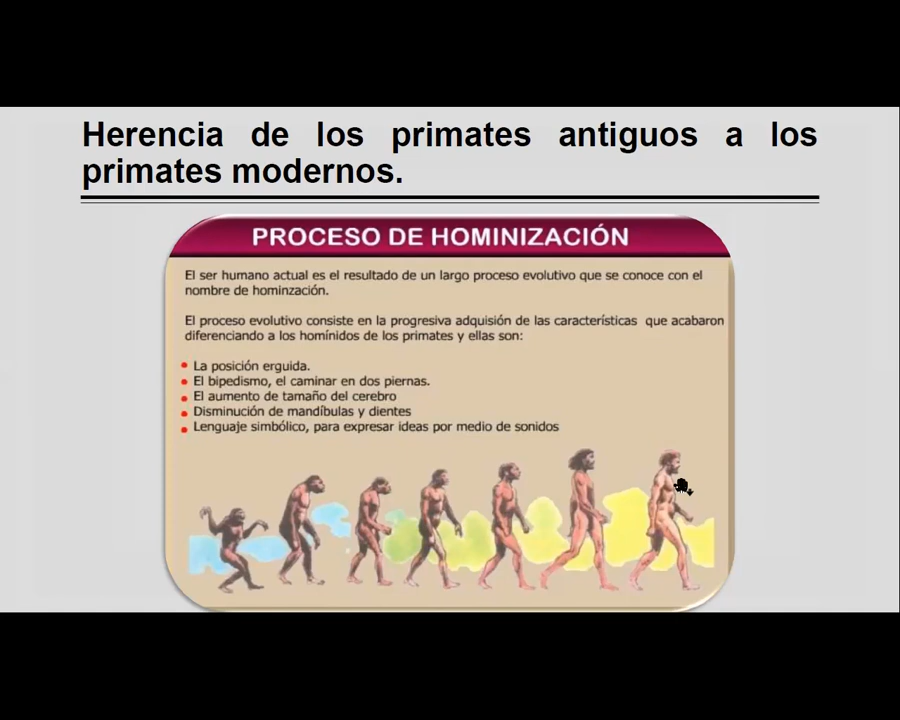 Herencia de los primates antiguos a los
primates modernos.
PROCESO DE HOMINIZACIÓN
El ser humano actual es el resultado de un largo proceso evolutivo que se conoce con el
nombre de hominzación.
El proceso evolutivo consiste en la progresiva adquisión de las características que acabaron
diferenciando a los homínidos de los primates y ellas son:
• La posición erguida.
• El bipedismo, el caminar en dos piernas.
• El aumento de tamaño del cerebro
• Disminución de mandíbulas y dientes
• Lenguaje simbólico, para expresar ideas por medio de sonidos